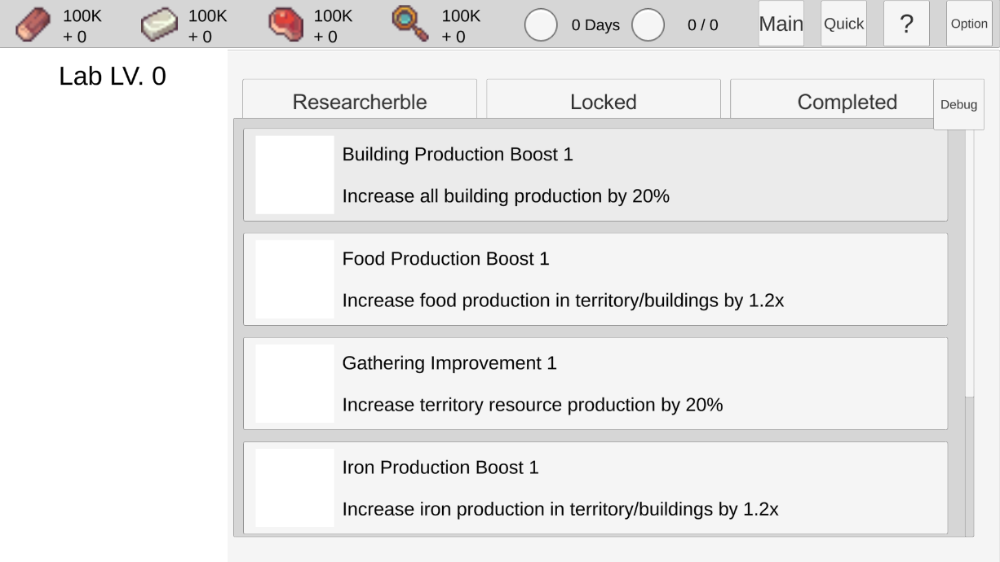 100K
+ 0
100K
+ 0
100K
+ 0
100K
+ 0
0 Days
0 / 0
Main
Quick
?
Option
Lab LV. 0
Researcherble
Locked
Completed
Debug
Building Production Boost 1
Increase all building production by 20%
Food Production Boost 1
Increase food production in territory/buildings by 1.2x
Gathering Improvement 1
Increase territory resource production by 20%
Iron Production Boost 1
Increase iron production in territory/buildings by 1.2x